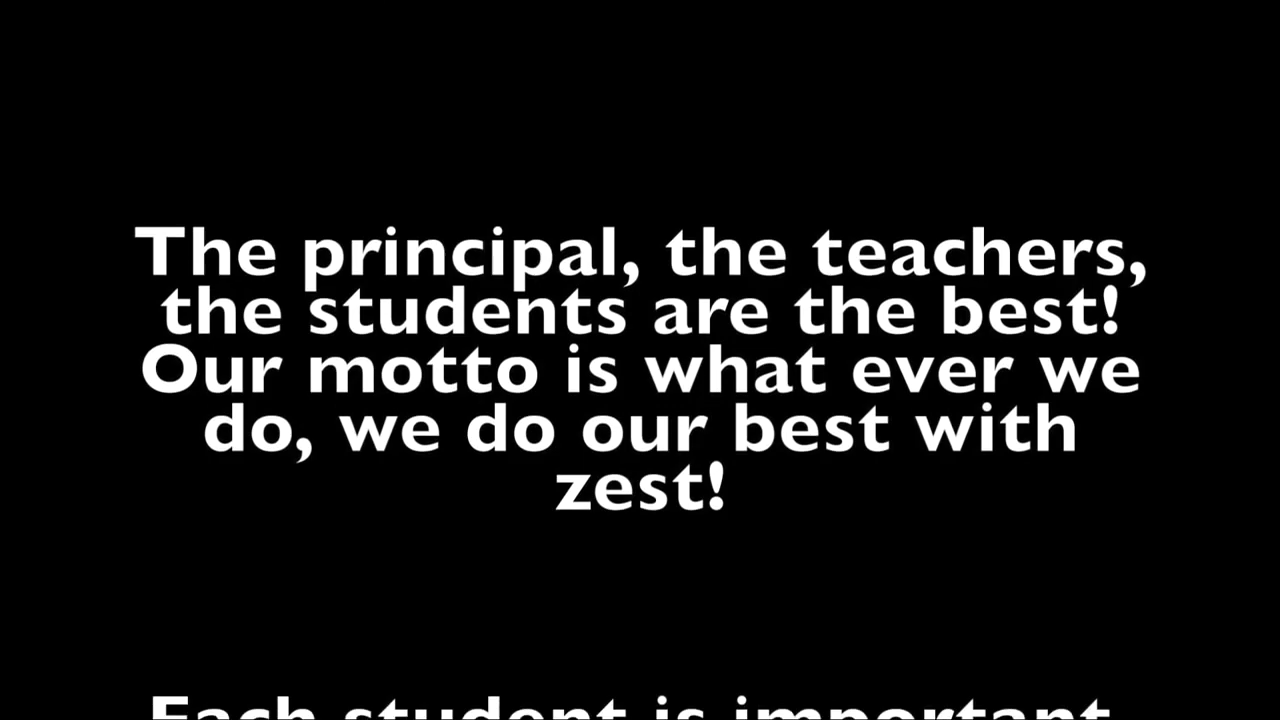 The principal, the teachers,
the students are the best!
Our motto is what ever we
do, we do our best with
zest!
Each student is important